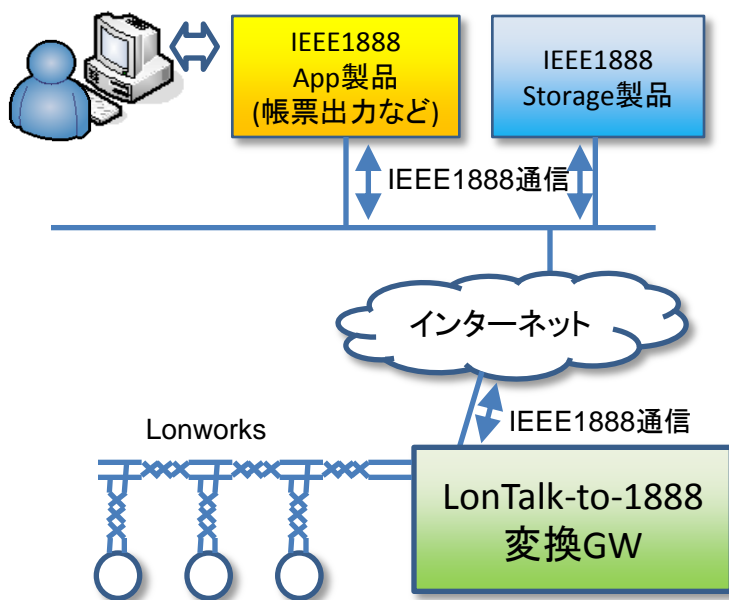 IEEE1888
App製品
(帳票出力など)
IEEE1888
Storage製品
IEEE1888通信
インターネット
IEEE1888通信
Lonworks
LonTalk-to-1888
変換GW